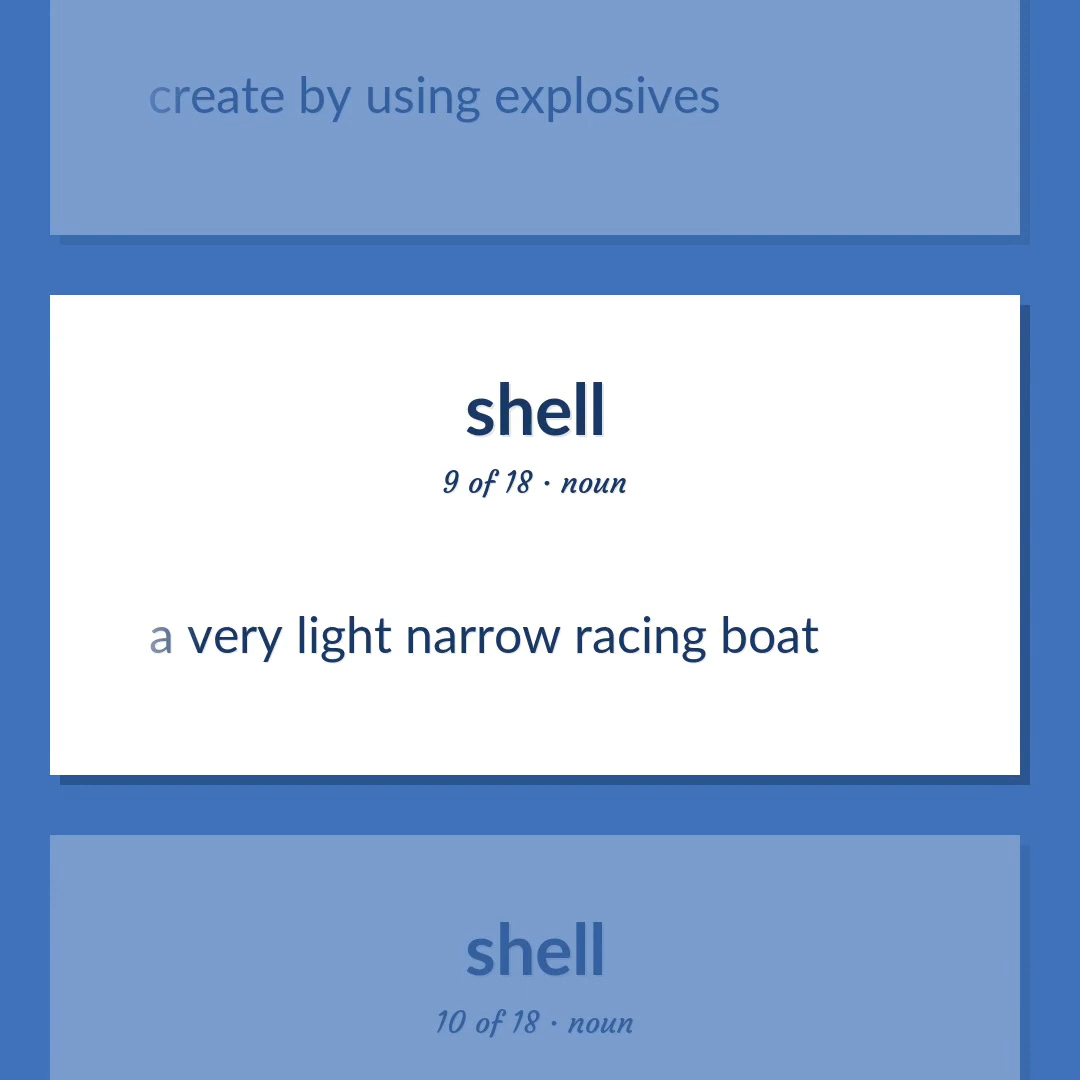 create by using explosives
shell
9 of 18 · noun
a very light narrow racing boat
shell
10 of 18 · noun